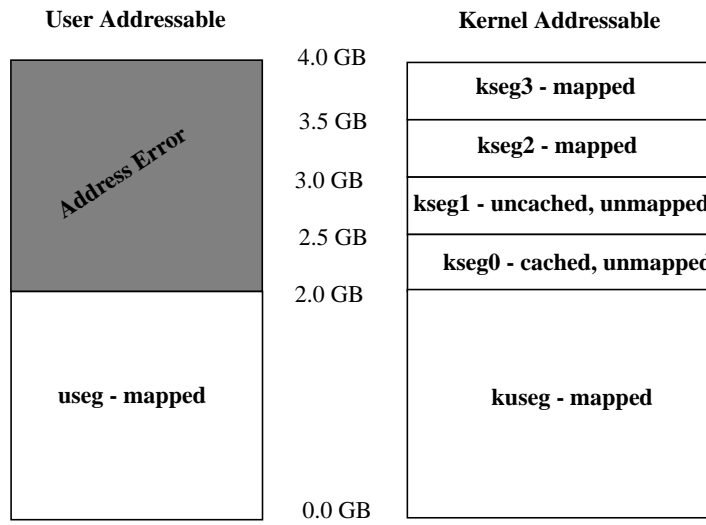 User Addressable
Kernel Addressable
4.0 GB
kseg3 - mapped
3.5 GB
kseg2 - mapped
Address Error
3.0 GB
kseg1 - uncached, unmapped
2.5 GB
kseg0 - cached, unmapped
2.0 GB
useg - mapped
kuseg - mapped
0.0 GB